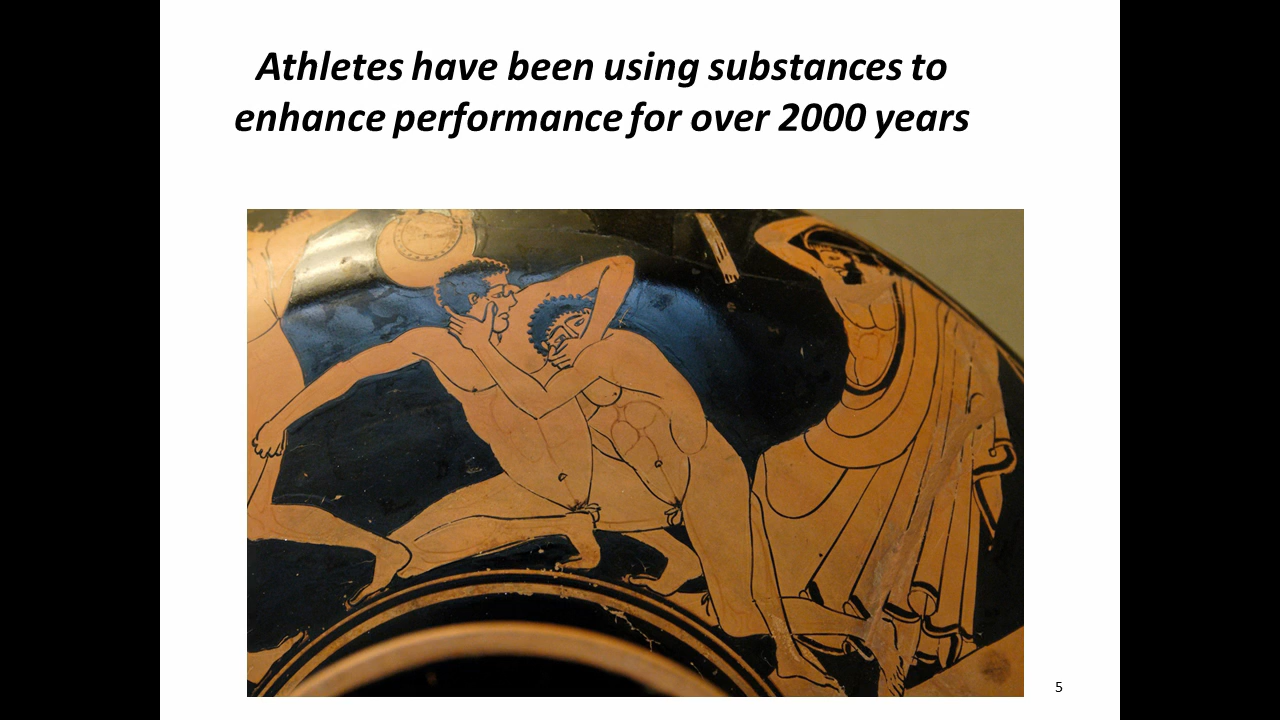 Athletes have been using substances to
enhance performance for over 2000 years
5